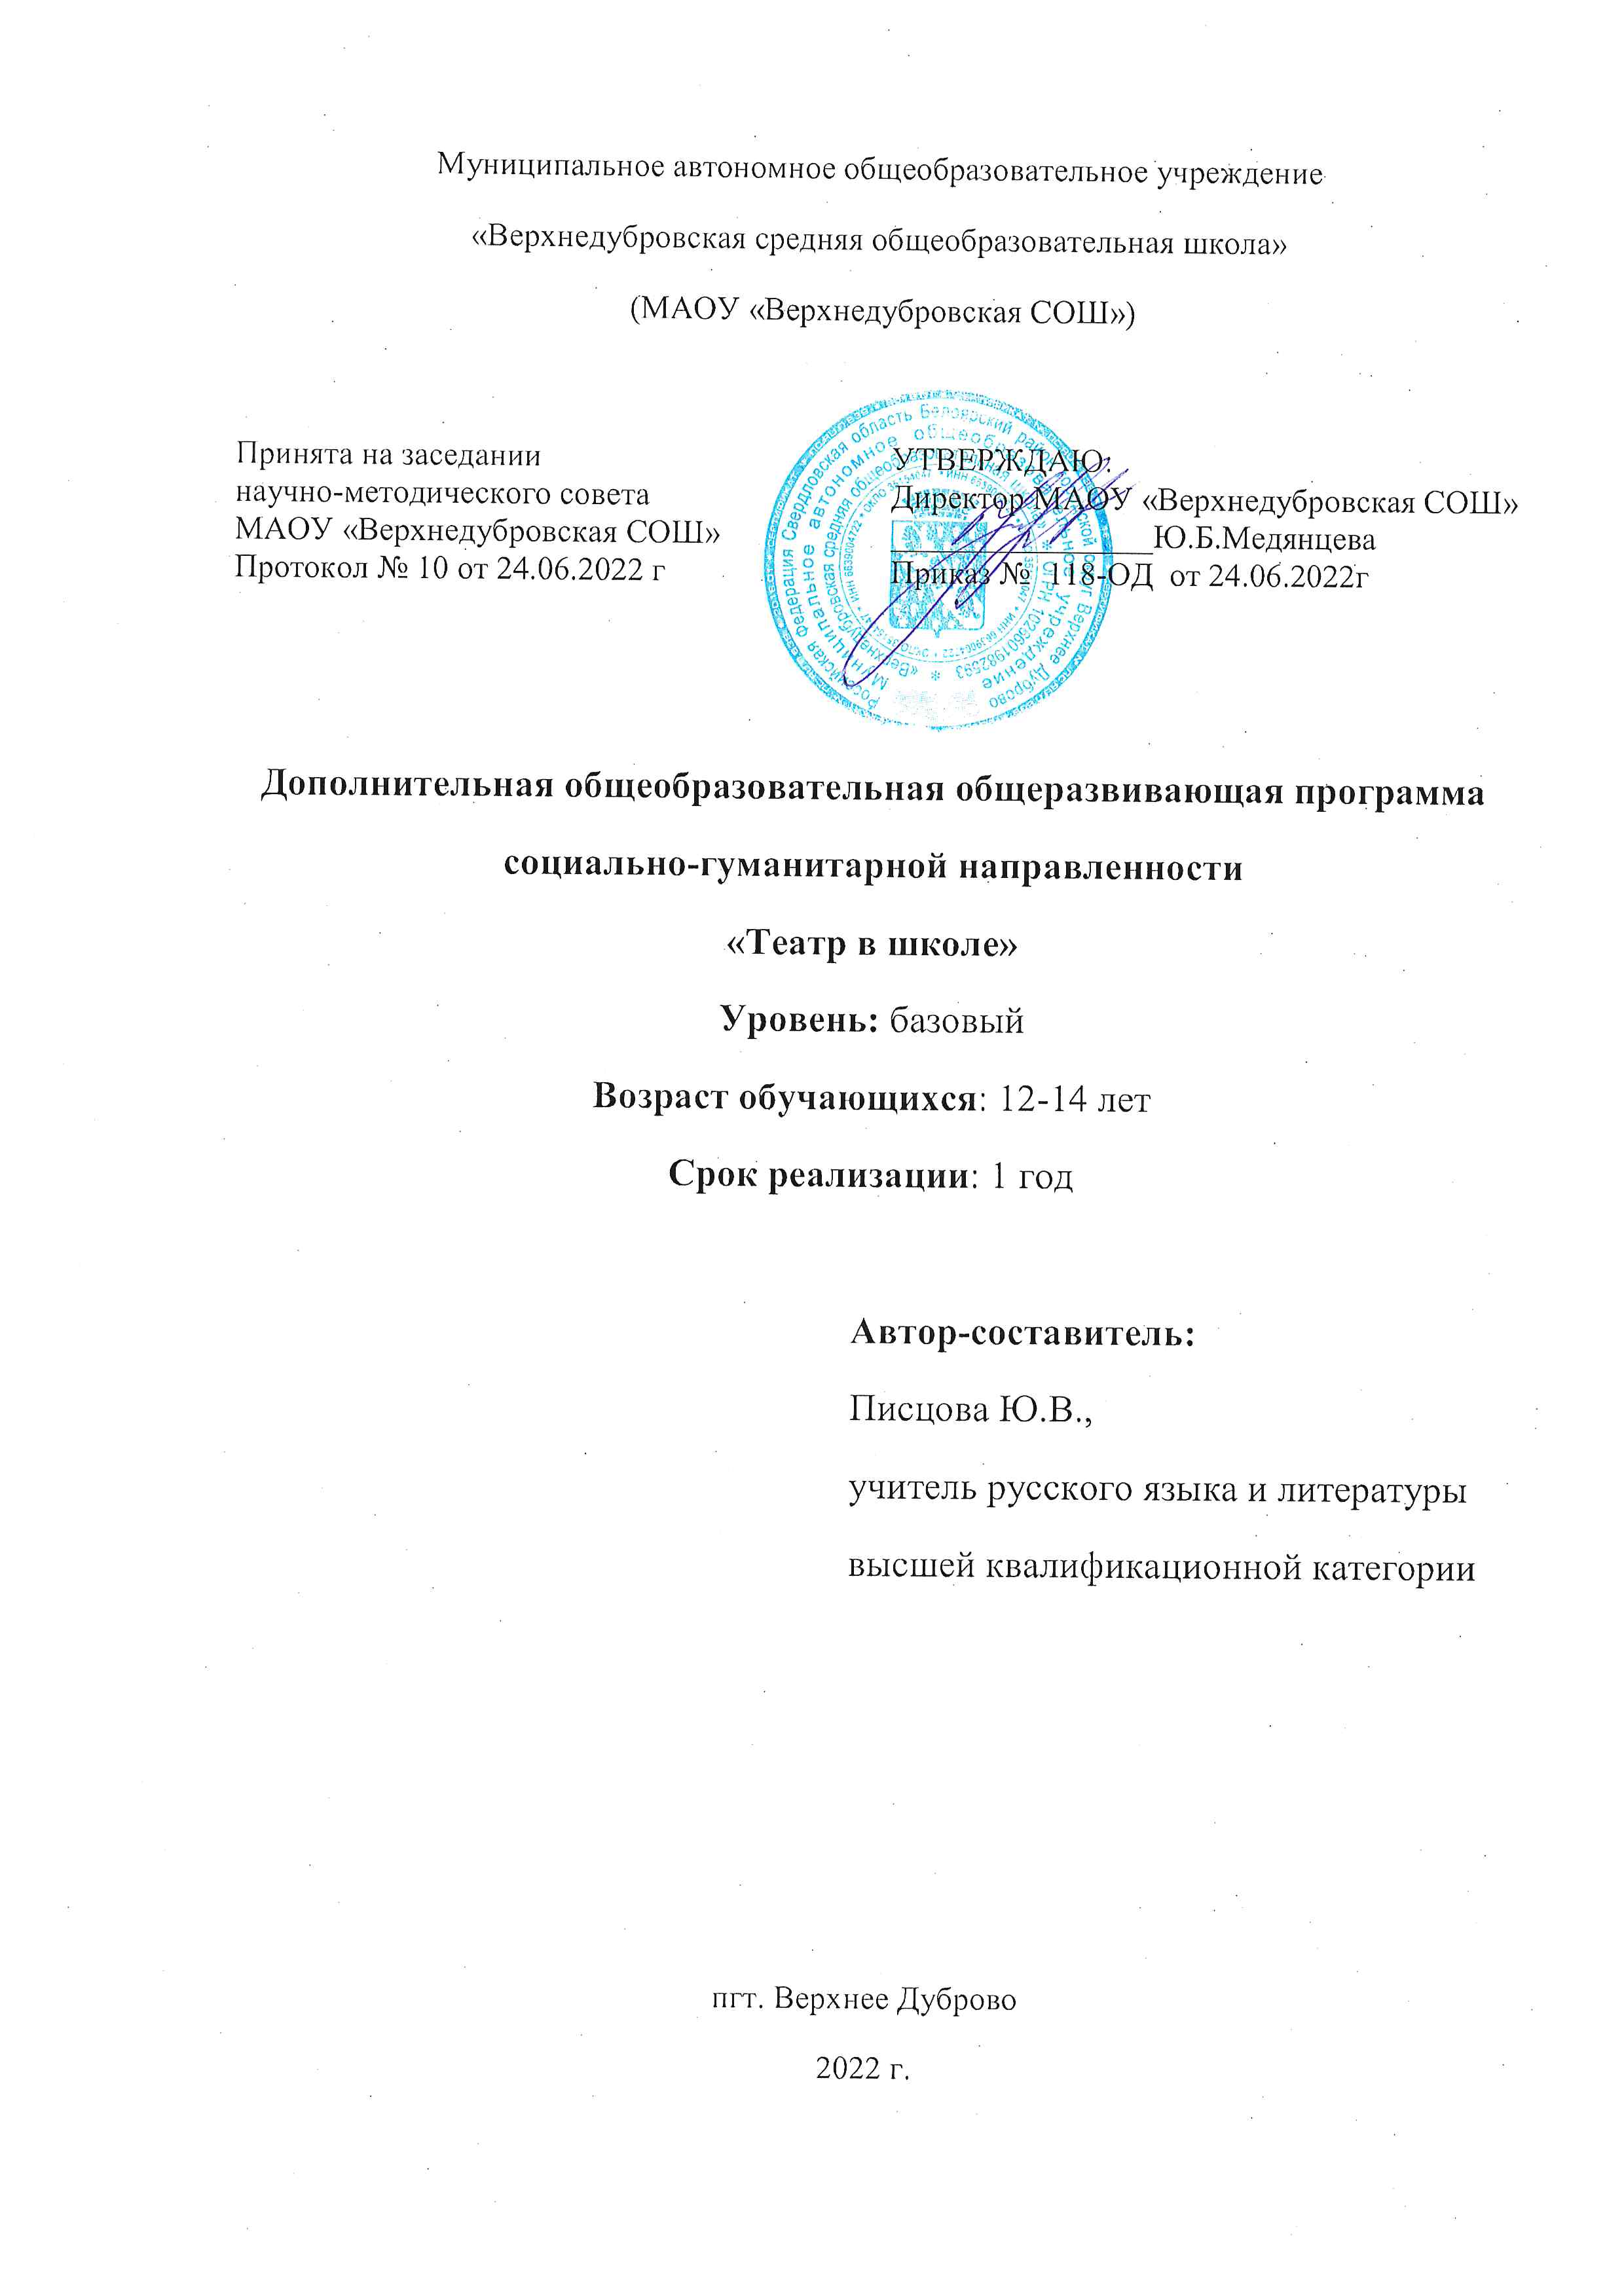 Муниципальное автономное общеобразовательное учреждение
«Верхнедубровская средняя общеобразовательная школа»
(МАОУ «Верхнедубровская СОШ»)
Принята на заседании
научно-методического совета
МАОУ «Верхнедубровская СОШ»
Протокол № 10 от 24.06.2022 г
УТВЕРЖДАЮ:
Директор МАОУ «Верхнедубровская СОШ»
________________Ю.Б.Медянцева
Приказ № 118-ОД от 24.06.2022г
Дополнительная общеобразовательная общеразвивающая программа
социально-гуманитарной направленности
«Театр в школе»
Уровень: базовый
Возраст обучающихся: 12-14 лет
Срок реализации: 1 год
Автор-составитель:
Писцова Ю.В.,
учитель русского языка и литературы
высшей квалификационной категории
пгт. Верхнее Дуброво
2022 г.